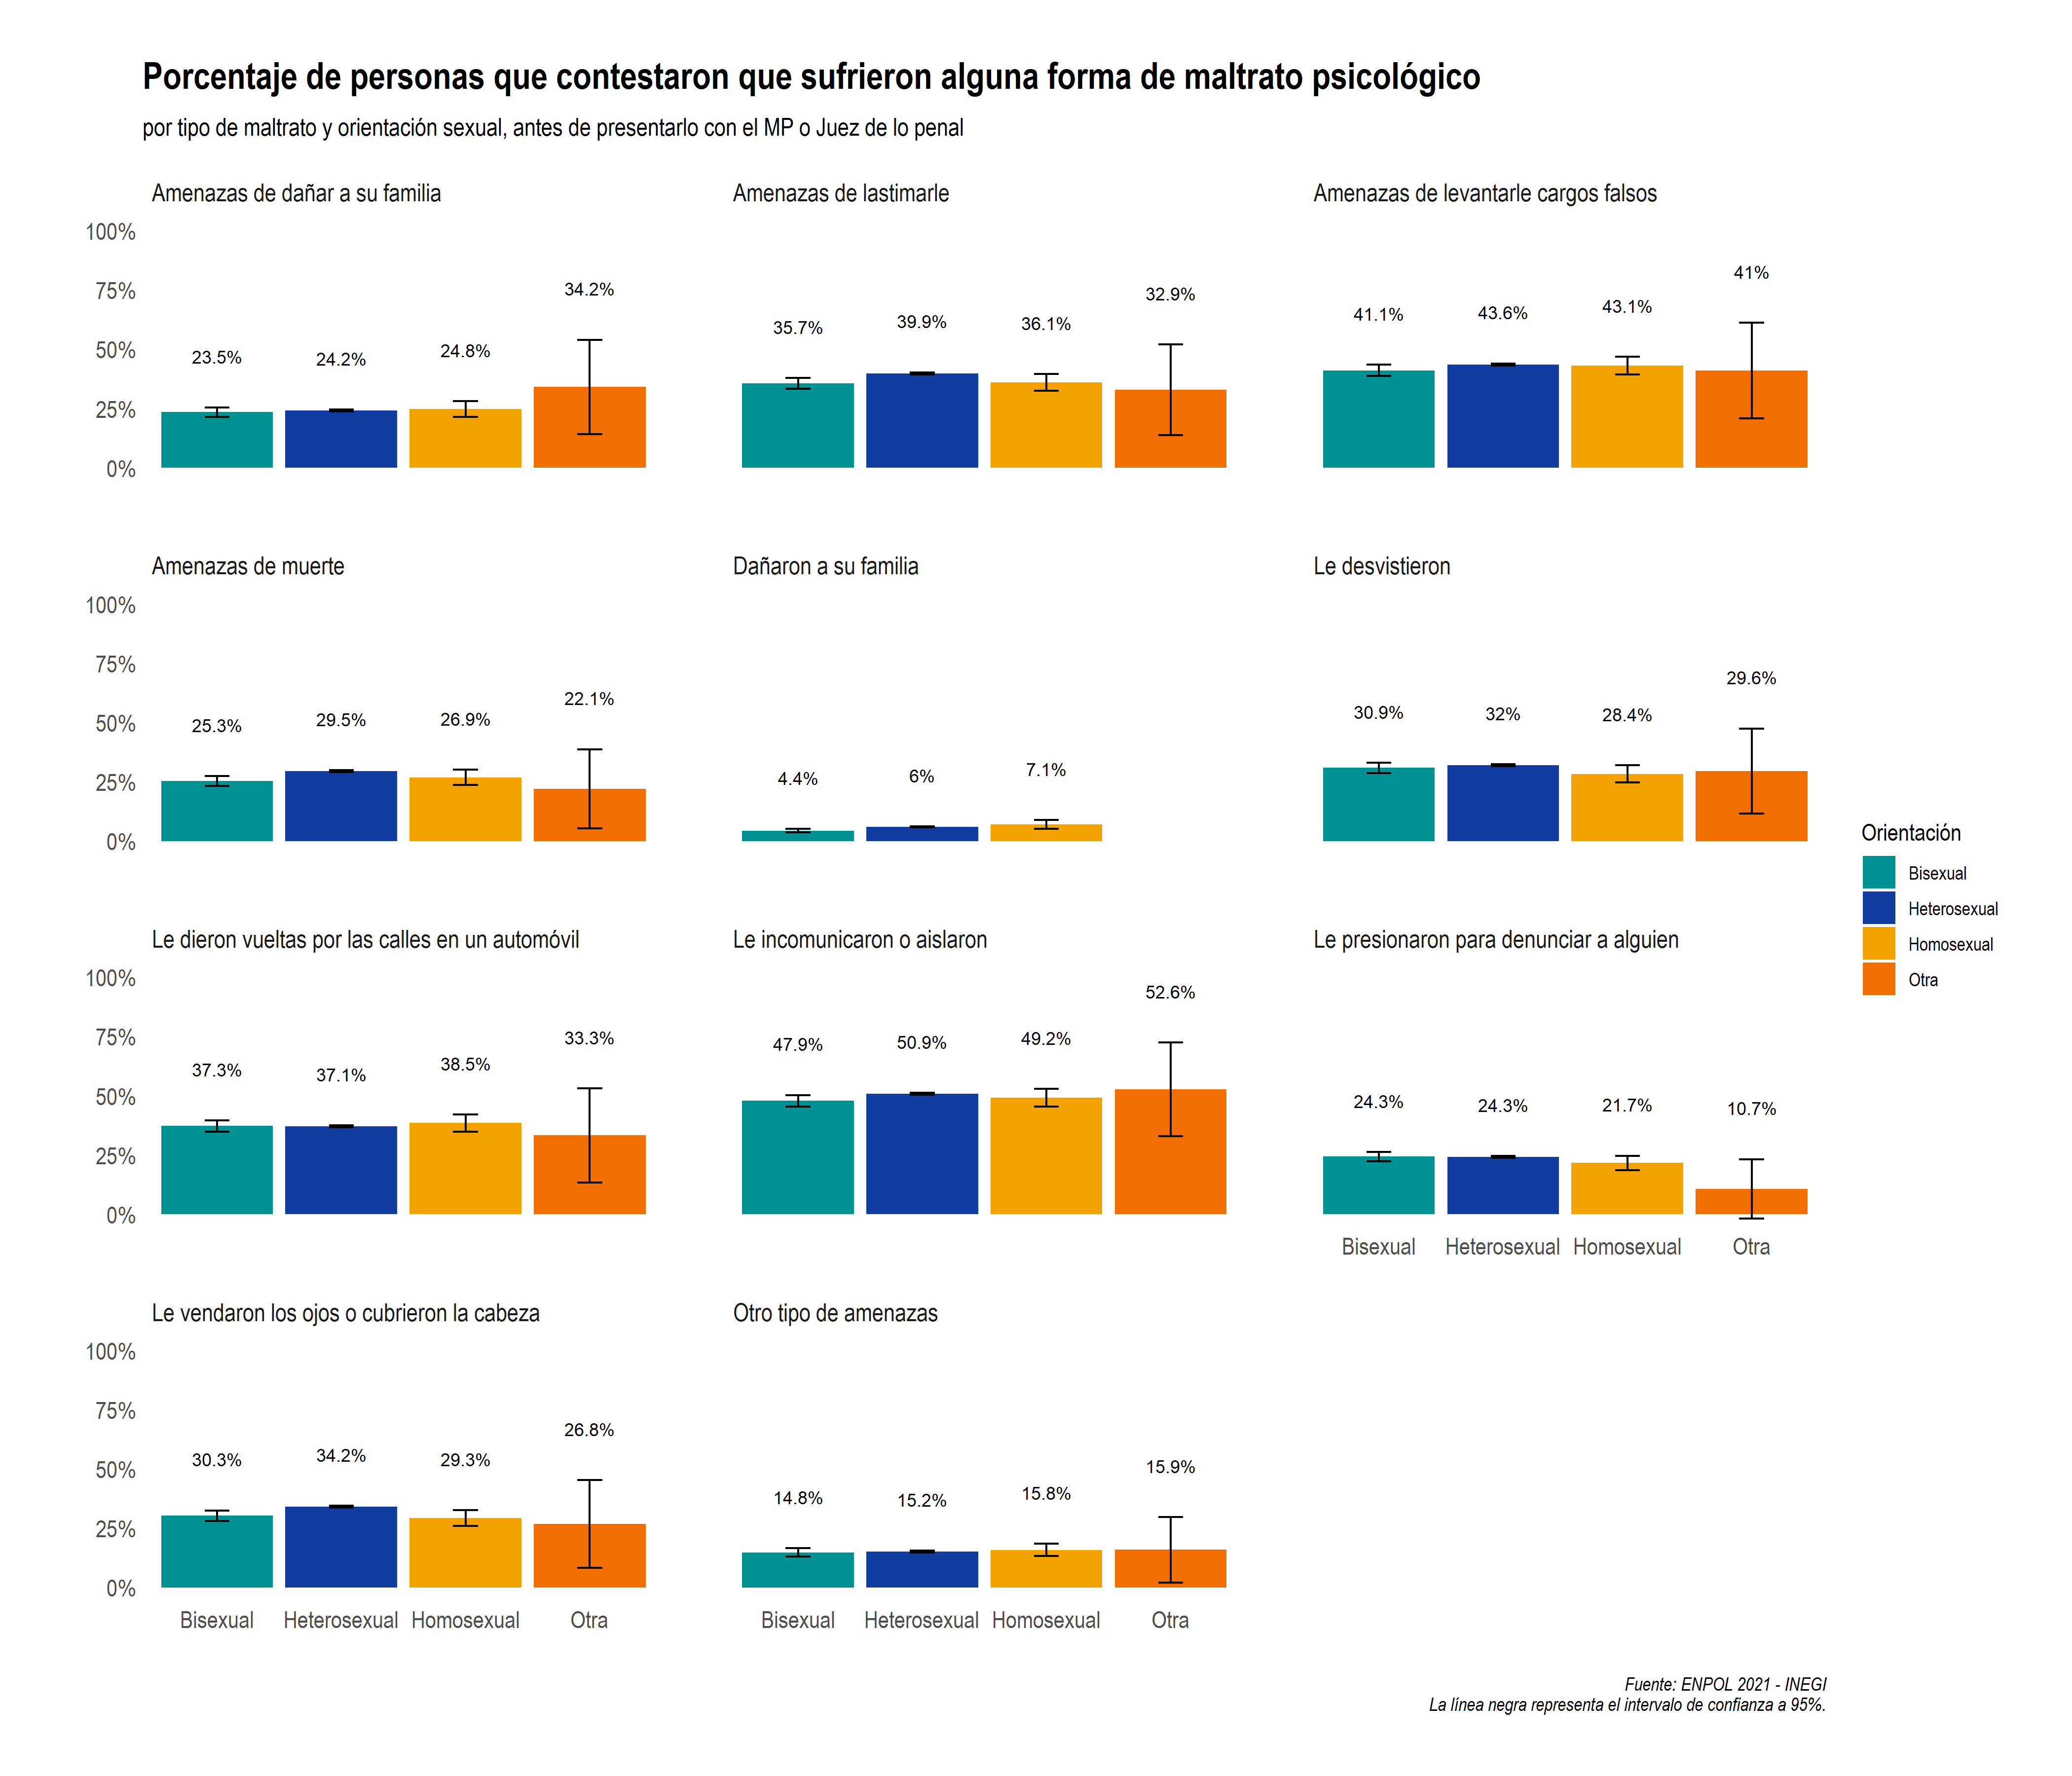 Porcentaje de personas que contestaron que sufrieron alguna forma de maltrato psicológico
por tipo de maltrato y orientación sexual, antes de presentarlo con el MP o Juez de lo penal
Amenazas de dañar a su familia
Amenazas de lastimarle
Amenazas de levantarle cargos falsos
100%
75%
50%
25%
0%
23.5%
24.2%
24.8%
34.2%
35.7%
39.9%
36.1%
32.9%
41.1%
43.6%
43.1%
41%
Amenazas de muerte
Dañaron a su familia
Le desvistieron
100%
75%
50%
25%
0%
25.3%
29.5%
26.9%
22.1%
4.4%
6%
7.1%
30.9%
32%
28.4%
29.6%
Orientación
Bisexual
Heterosexual
Homosexual
Otra
Le dieron vueltas por las calles en un automóvil
Le incomunicaron o aislaron
Le presionaron para denunciar a alguien
100%
75%
50%
25%
0%
37.3%
37.1%
38.5%
33.3%
47.9%
50.9%
49.2%
52.6%
24.3%
24.3%
21.7%
10.7%
Bisexual
Heterosexual
Homosexual
Otra
Le vendaron los ojos o cubrieron la cabeza
Otro tipo de amenazas
100%
75%
50%
25%
0%
30.3%
34.2%
29.3%
26.8%
14.8%
15.2%
15.8%
15.9%
Bisexual
Heterosexual
Homosexual
Otra
Bisexual
Heterosexual
Homosexual
Otra
Fuente: ENPOL 2021 - INEGI
La línea negra representa el intervalo de confianza a 95%.